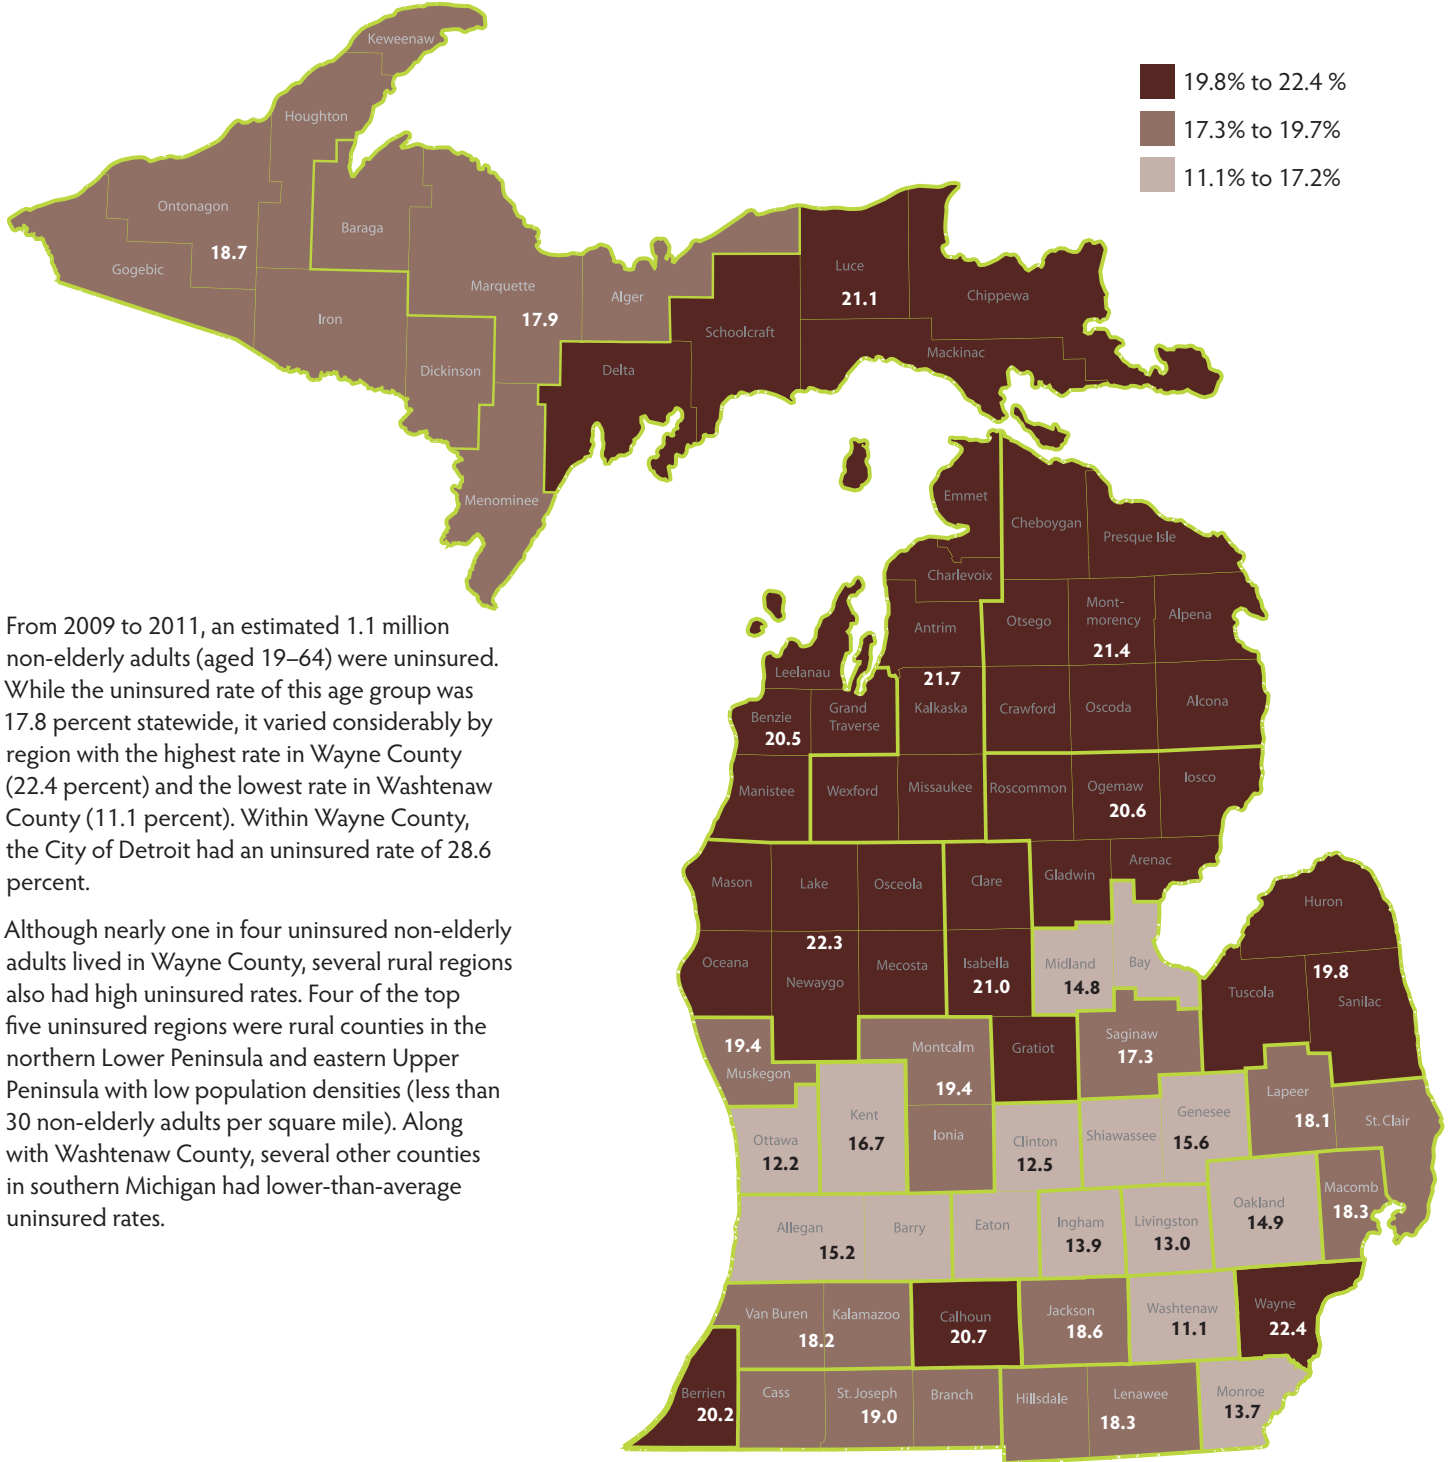 Keweenaw
Houghton
Ontonagon
18.7
Gogebic
Baraga
Iron
Marquette
17.9
Alger
Dickinson
Menominee
Delta
Schoolcraft
Luce
21.1
Chippewa
Mackinac
19.8% to 22.4 %
17.3% to 19.7%
11.1% to 17.2%
From 2009 to 2011, an estimated 1.1 million
non-elderly adults (aged 19–64) were uninsured.
While the uninsured rate of this age group was
17.8 percent statewide, it varied considerably by
region with the highest rate in Wayne County
(22.4 percent) and the lowest rate in Washtenaw
County (11.1 percent). Within Wayne County,
the City of Detroit had an uninsured rate of 28.6
percent.
Although nearly one in four uninsured non-elderly
adults lived in Wayne County, several rural regions
also had high uninsured rates. Four of the top
five uninsured regions were rural counties in the
northern Lower Peninsula and eastern Upper
Peninsula with low population densities (less than
30 non-elderly adults per square mile). Along
with Washtenaw County, several other counties
in southern Michigan had lower-than-average
uninsured rates.
Emmet
Cheboygan
Presque Isle
Charlevoix
Antrim
Otsego
Mont-
morency
21.4
Alpena
Leelanau
21.7
Kalkaska
Benzie
20.5
Grand
Traverse
Crawford
Oscoda
Alcona
Manistee
Wexford
Missaukee
Roscommon
Ogemaw
20.6
Iosco
Mason
Lake
Osceola
Clare
Gladwin
Arenac
Huron
Oceana
22.3
Newaygo
Mecosta
Isabella
21.0
Midland
14.8
Bay
Tuscola
19.8
Sanilac
19.4
Muskegon
Montcalm
19.4
Gratiot
Saginaw
17.3
Lapeer
18.1
St. Clair
Ottawa
12.2
Kent
16.7
Ionia
Clinton
12.5
Shiawassee
Genesee
15.6
Allegan
15.2
Barry
Eaton
Ingham
13.9
Livingston
13.0
Oakland
14.9
Macomb
18.3
Van Buren
Kalamazoo
18.2
Calhoun
20.7
Jackson
18.6
Washtenaw
11.1
Wayne
22.4
Berrien
20.2
Cass
St. Joseph
19.0
Branch
Hillsdale
Lenawee
18.3
Monroe
13.7